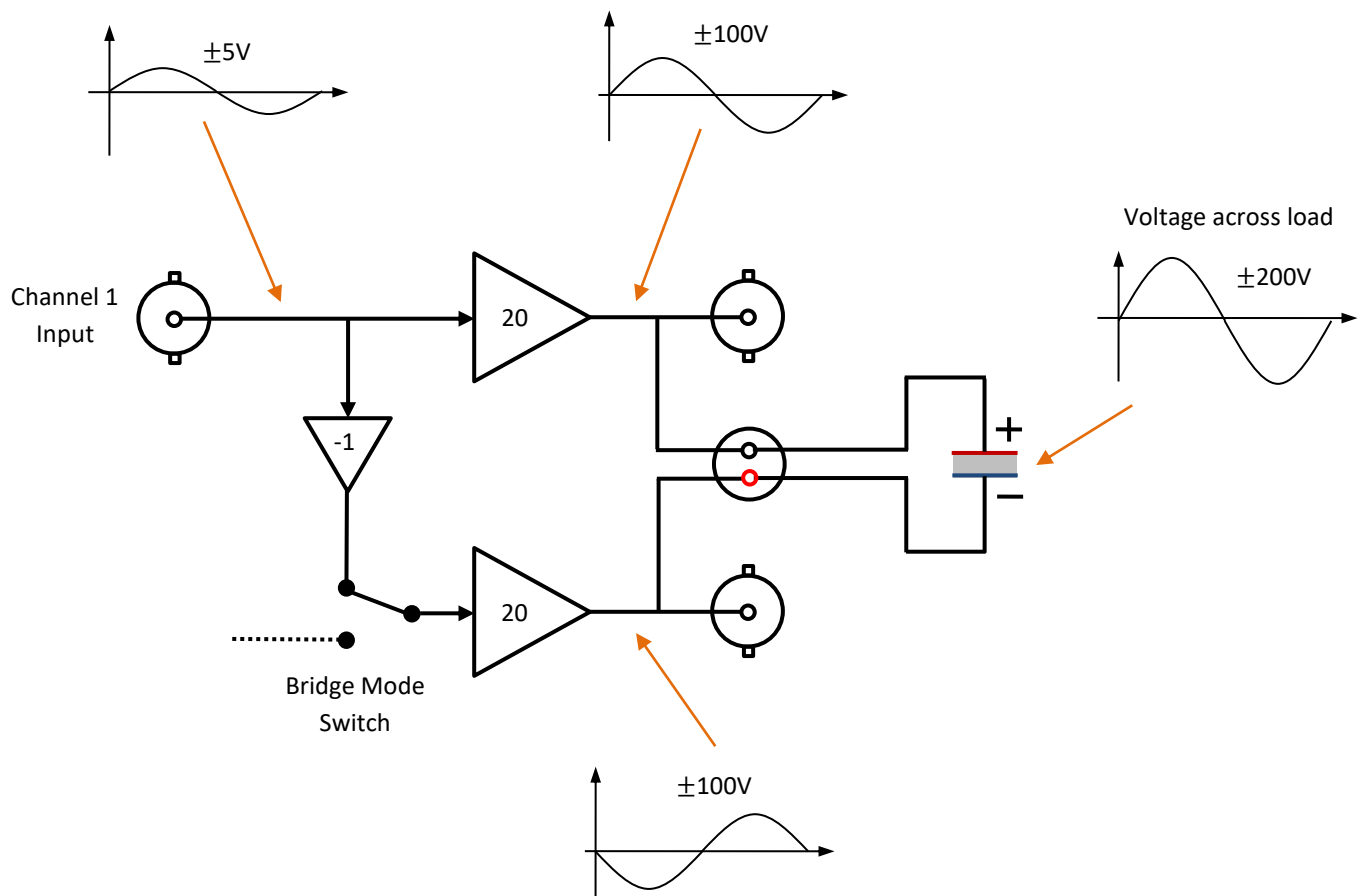 ±5V
±100V
Voltage across load
±200V
Channel 1
Input
20
-1
+
−
20
Bridge Mode
Switch
±100V